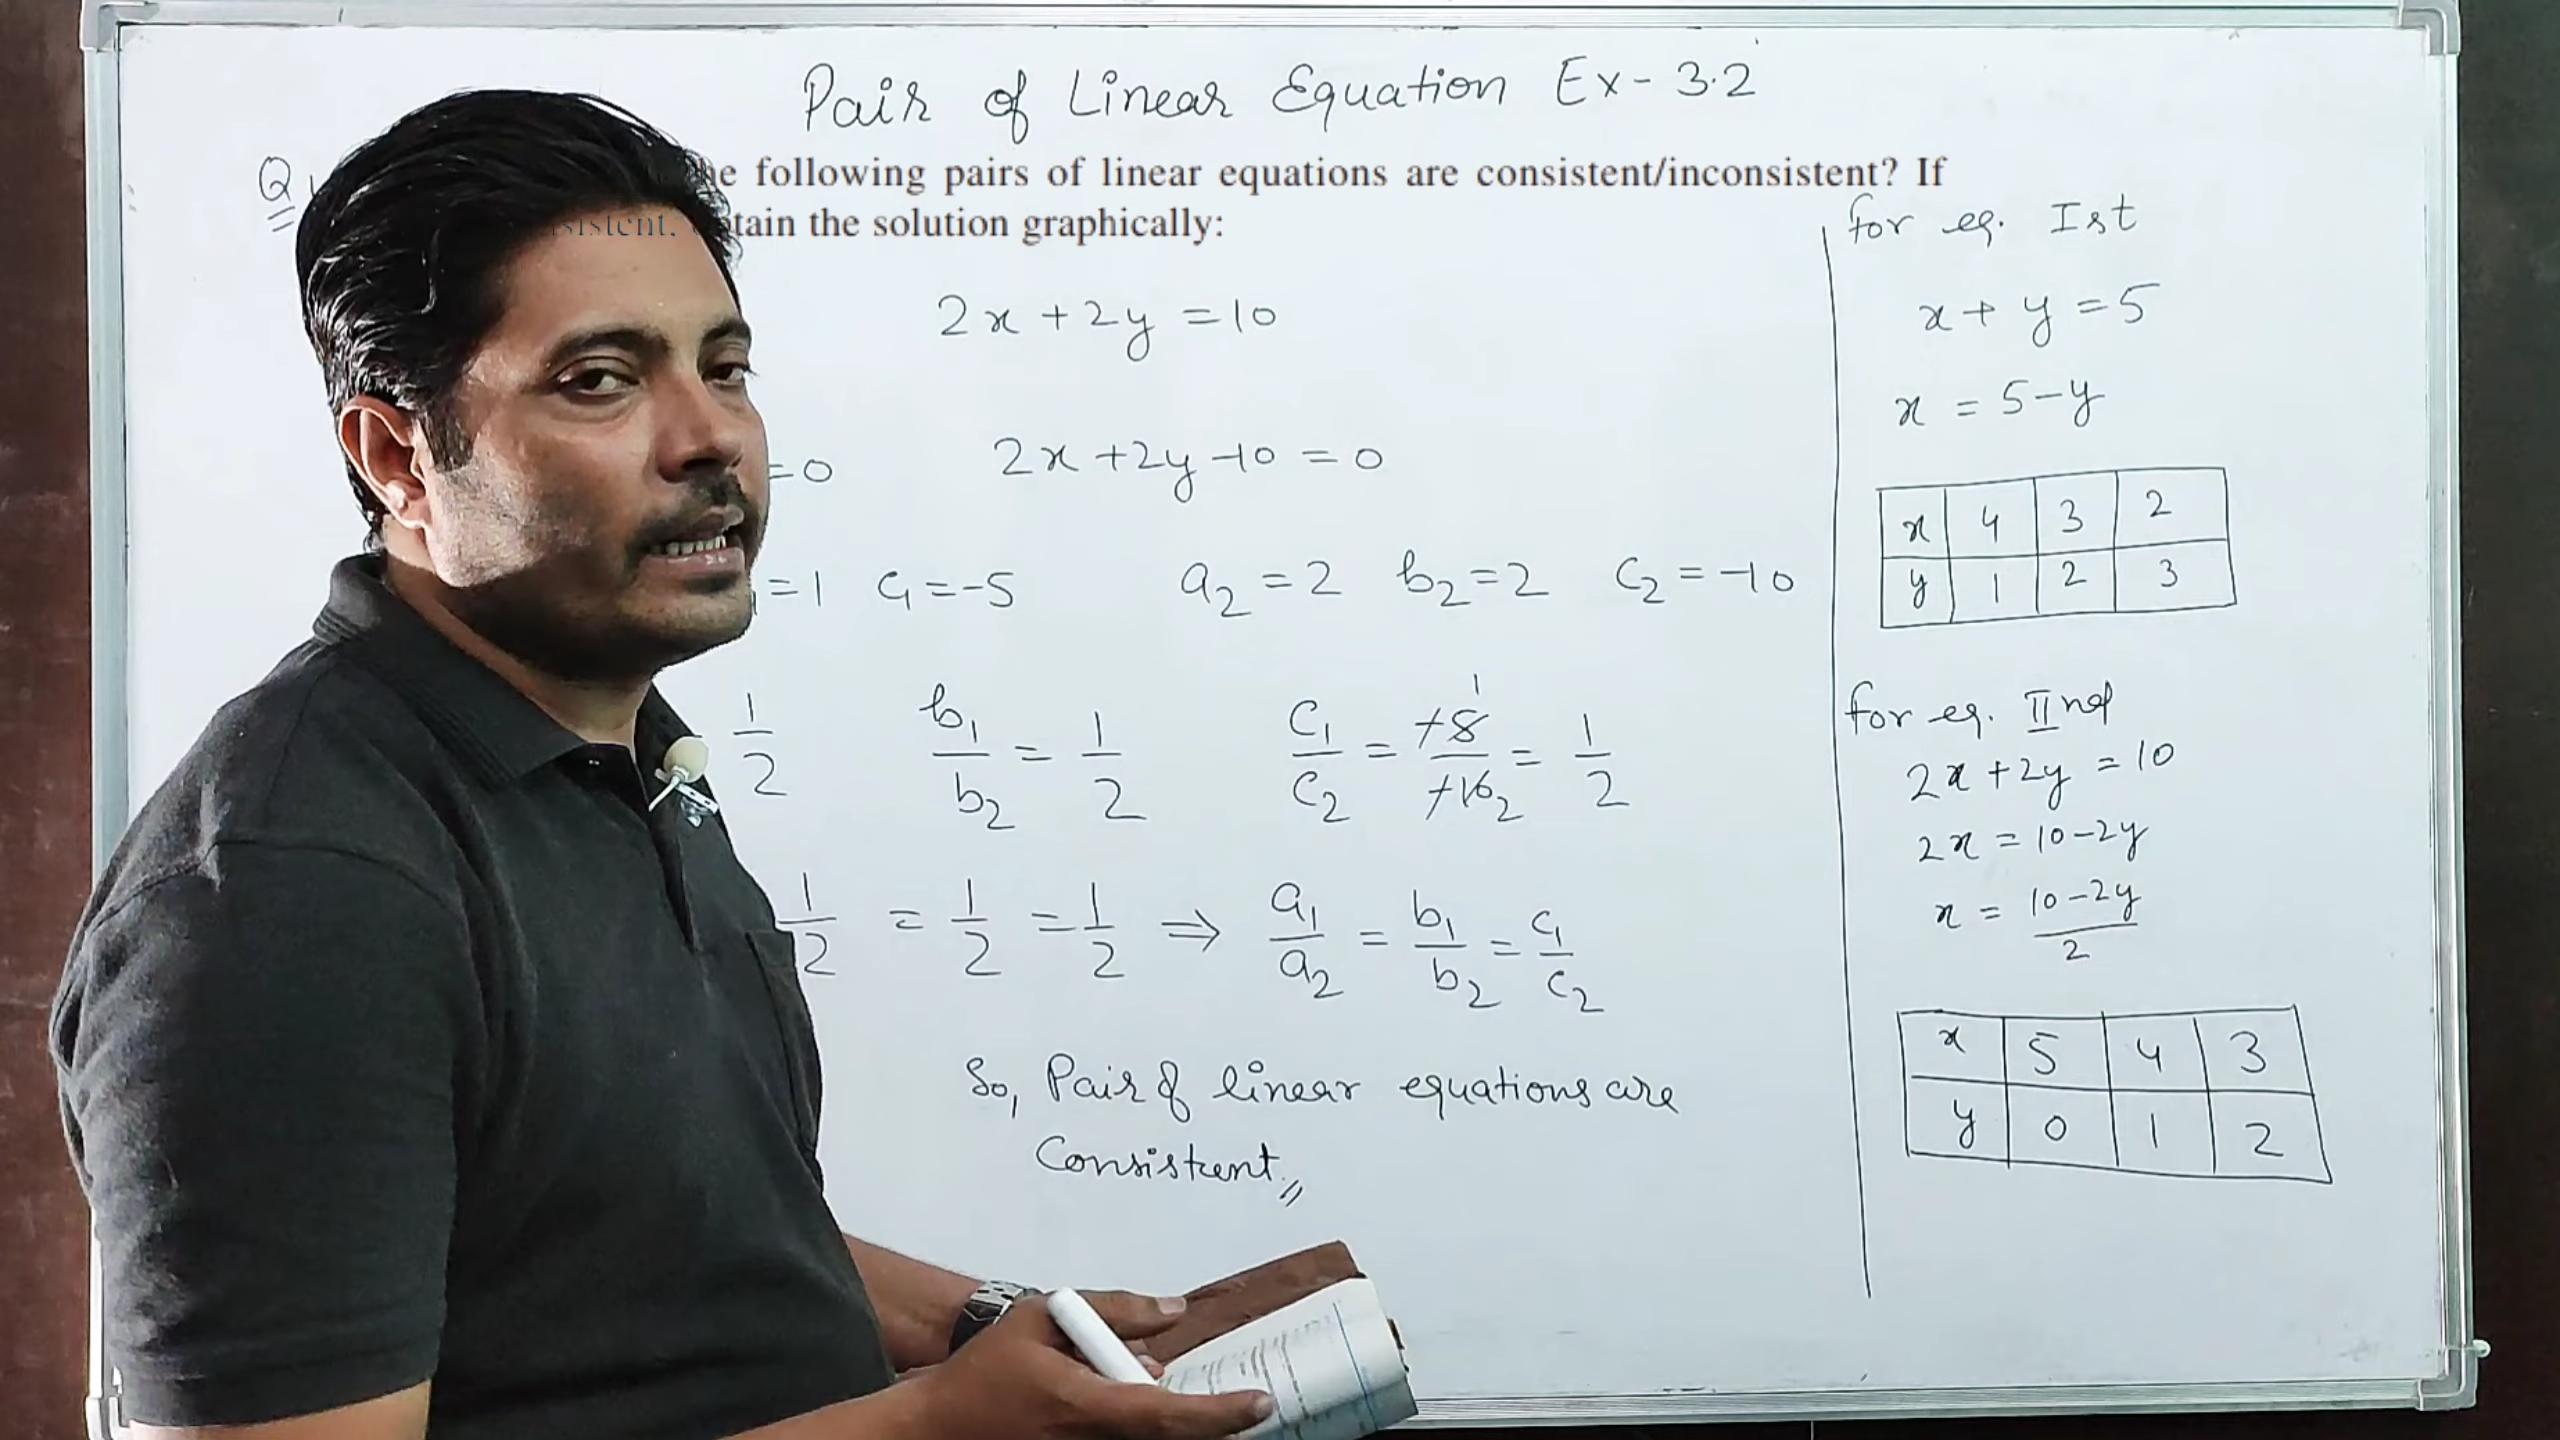 Pair of Linear Equation Ex-3.2
Q
he following pairs of linear equations are consistent/inconsistent? If
sistent, tain the solution graphically:
2x + 2y = 10
= 0 2x + 2y - 10 = 0
= 1 c₁ = -5 a₂ = 2 b₂ = 2 c₂ = -10
1/2 b₁/b₂ = 1/2 c₁/c₂ = -5/-10 = 1/2
1/2 = 1/2 = 1/2 ⇒ a₁/a₂ = b₁/b₂ = c₁/c₂
So, Pair of linear equations are
Consistent.
for eq. Ist
x + y = 5
x = 5 - y
x 4 3 2
y 1 2 3
for eq. IInd
2x + 2y = 10
2x = 10 - 2y
x = 10 - 2y / 2
x 5 4 3
y 0 1 2